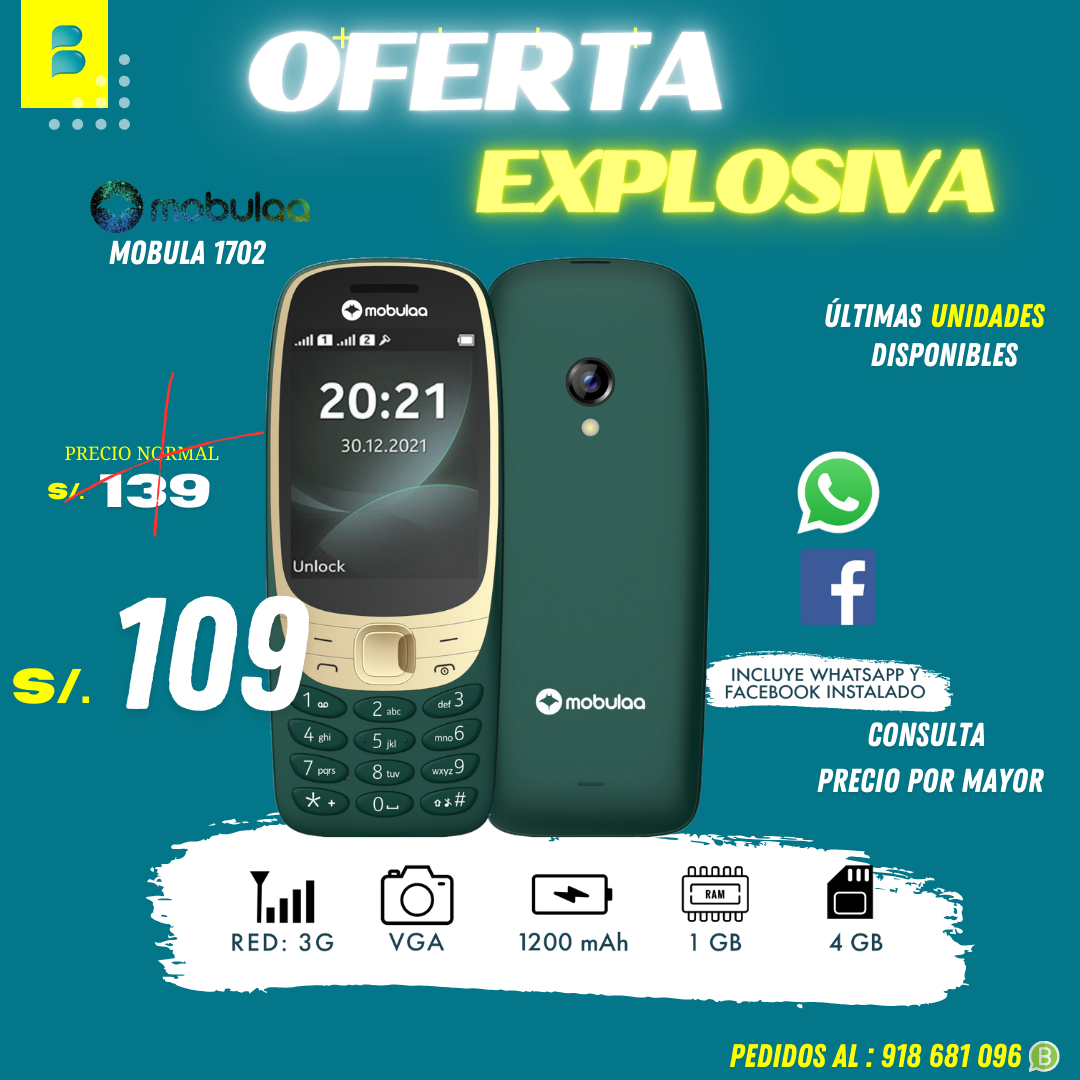 B
OFERTA
EXPLOSIVA
mobulaa
MOBULA 1702
mobulaa
1 2
20:21
30.12.2021
Unlock
ÚLTIMAS UNIDADES
DISPONIBLES
PRECIO NORMAL
S/. 139
S/. 109
1 2 abc def 3
4 ghi 5 jkl mno 6
7 pqrs 8 tuv wxyz 9
* + 0 #
mobulaa
INCLUYE WHATSAPP Y
FACEBOOK INSTALADO
CONSULTA
PRECIO POR MAYOR
RAM
RED: 3G VGA 1200 mAh 1 GB 4 GB
PEDIDOS AL : 918 681 096 B